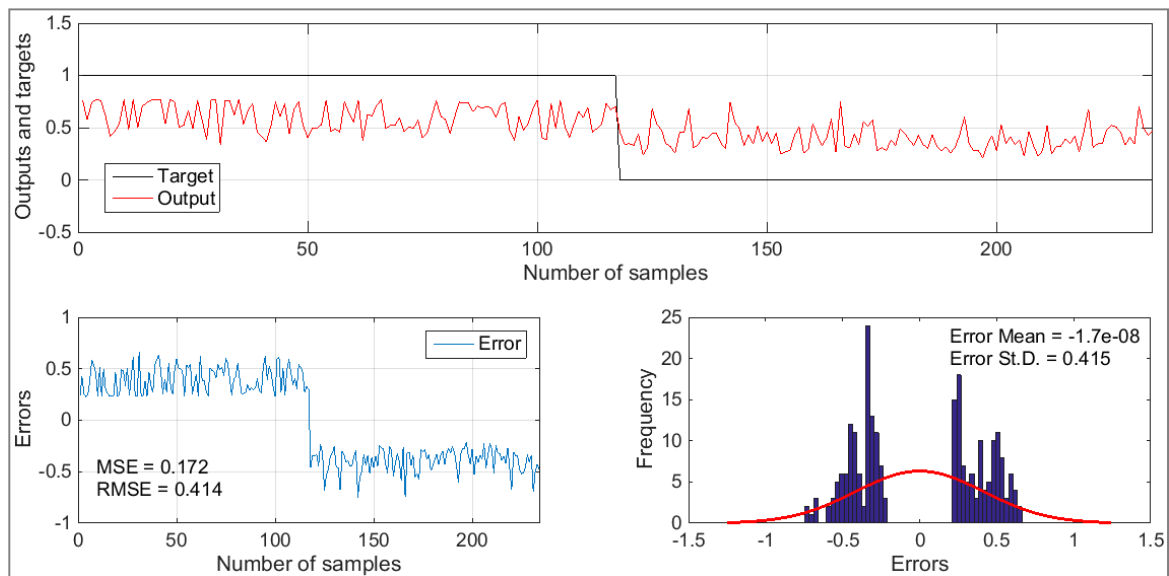 Outputs and targets
1.5
1
0.5
0
-0.5
Target
Output
0
50
100
150
200
Number of samples
Errors
1
0.5
0
-0.5
-1
Error
MSE = 0.172
RMSE = 0.414
0
50
100
150
200
Number of samples
Frequency
25
20
15
10
5
0
Error Mean = -1.7e-08
Error St.D. = 0.415
-1.5
-1
-0.5
0
0.5
1
1.5
Errors